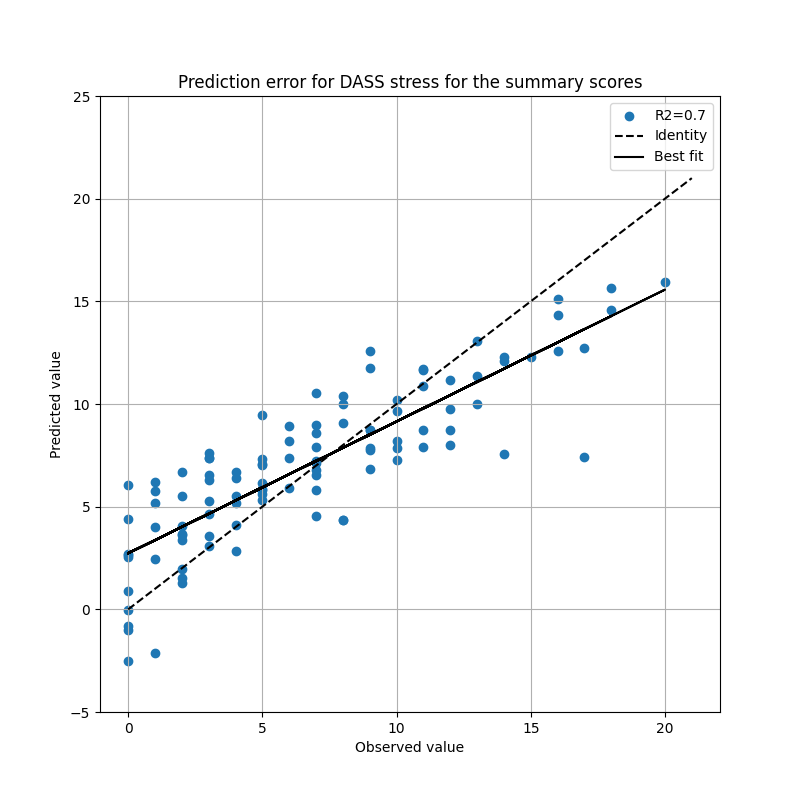 Prediction error for DASS stress for the summary scores
R2=0.7
Identity
Best fit
25
20
15
10
5
0
−5
Predicted value
0 5 10 15 20
Observed value